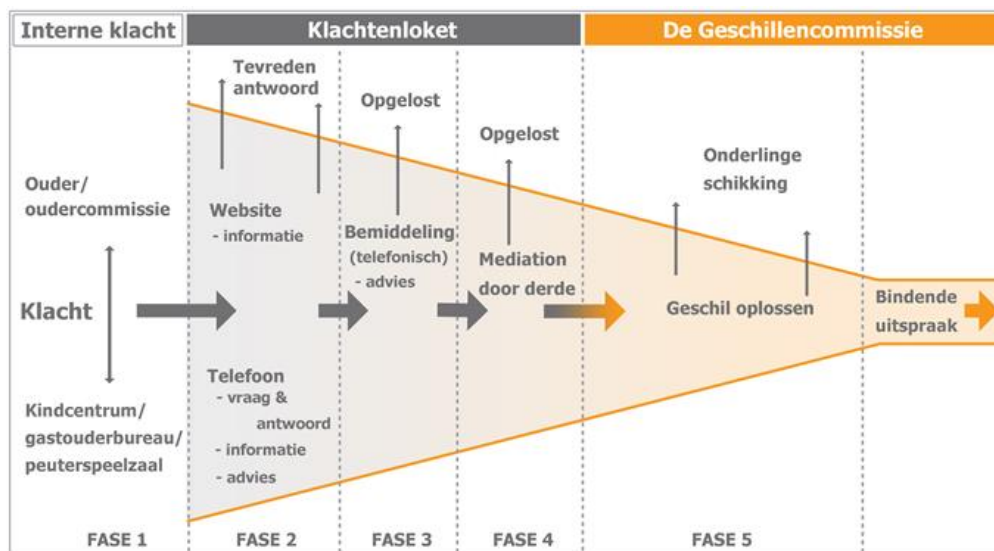 Interne klacht
Klachtenloket
De Geschillencommissie
Ouder/
oudercommissie
Klacht
Kindcentrum/
gastouderbureau/
peuterspeelzaal
FASE 1
Tevreden
antwoord
Website
- informatie
Telefoon
- vraag &
antwoord
- informatie
- advies
FASE 2
Opgelost
Bemiddeling
(telefonisch)
- advies
FASE 3
Opgelost
Mediation
door derde
FASE 4
Onderlinge
schikking
Geschil oplossen
FASE 5
Bindende
uitspraak